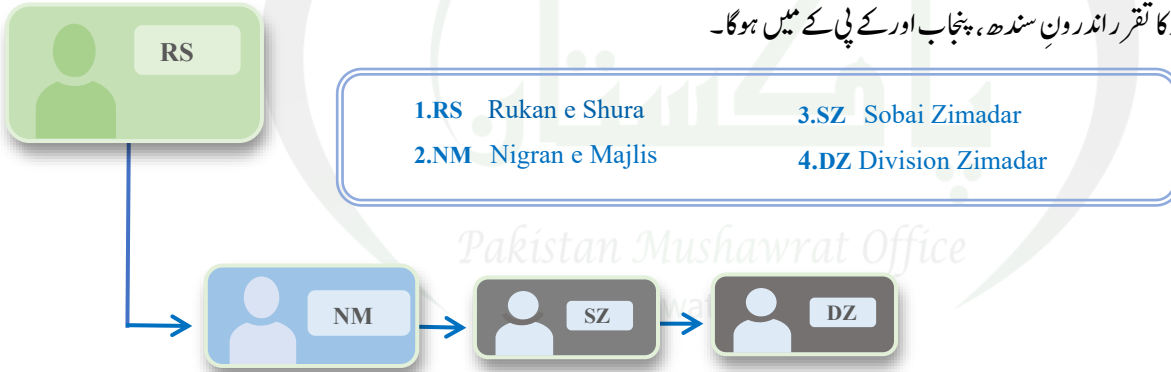 کا تقرر اندرونِ سندھ، پنجاب اور کے پی کے میں ہوگا۔
RS
1.RS Rukan e Shura
3.SZ Sobai Zimadar
2.NM Nigran e Majlis
4.DZ Division Zimadar
پاکستان
Pakistan Mushawrat Office
NM
SZ
DZ